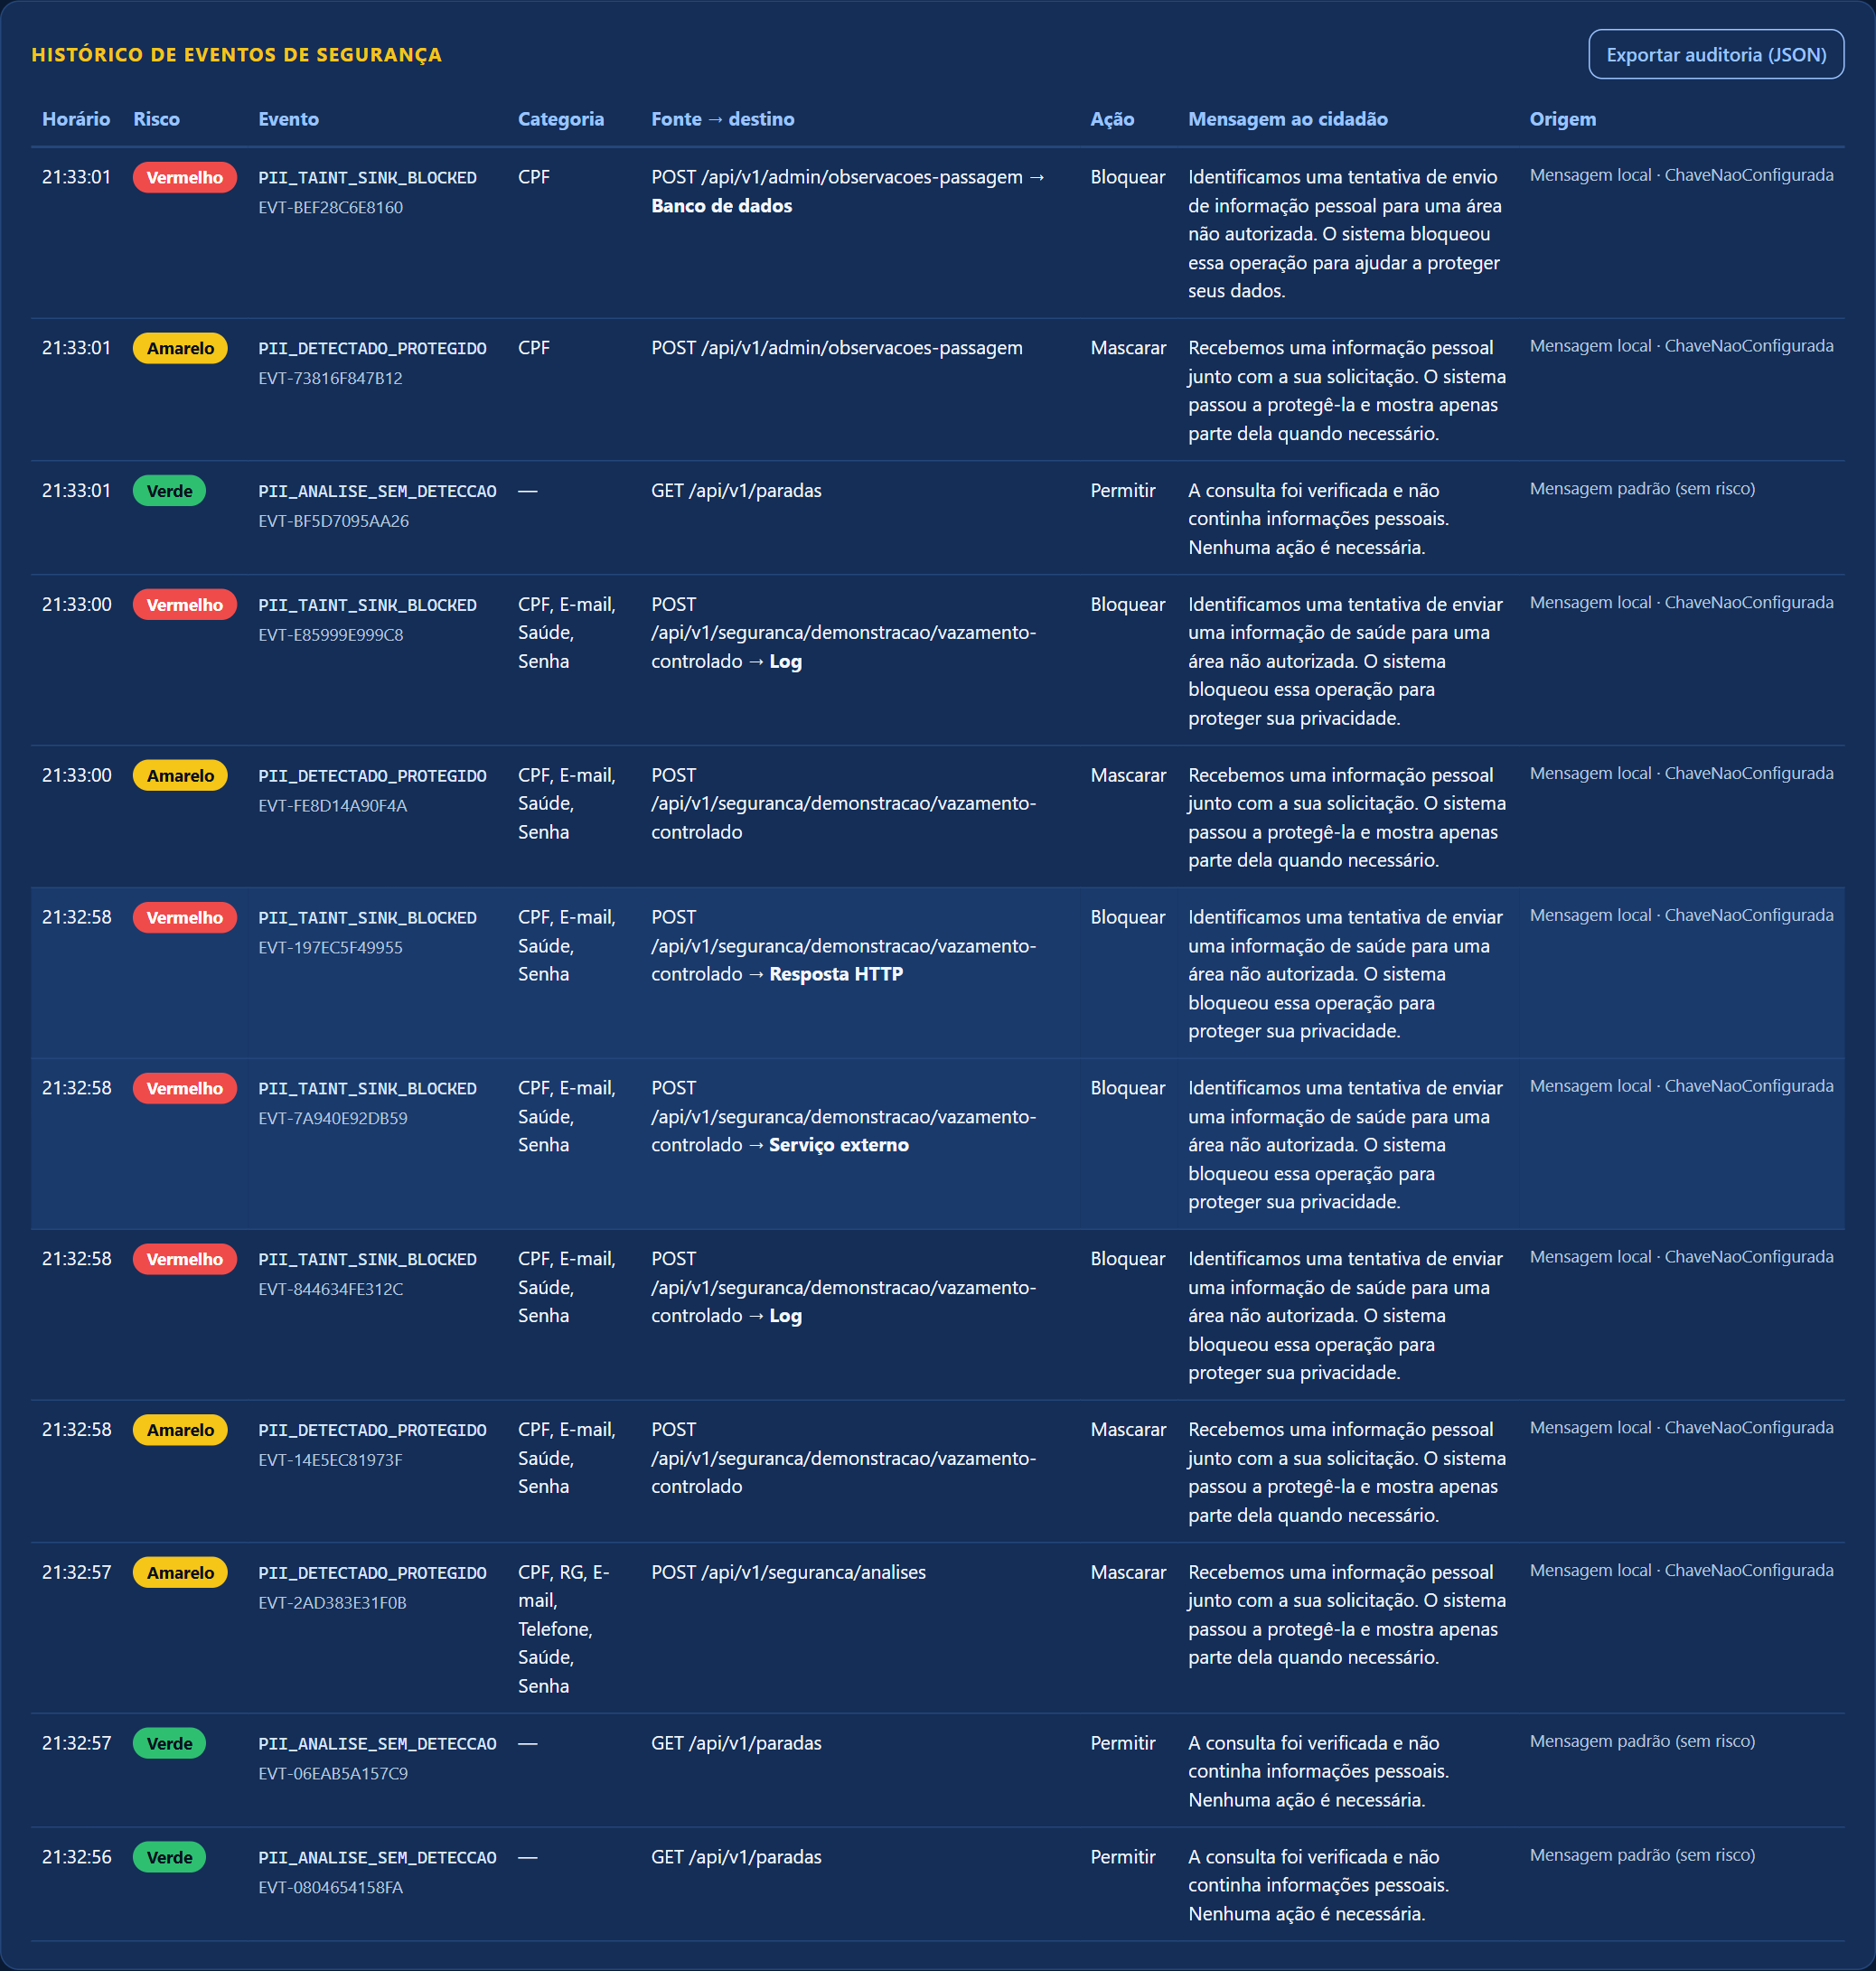 HISTÓRICO DE EVENTOS DE SEGURANÇA
Exportar auditoria (JSON)
Horário Risco Evento Categoria Fonte → destino Ação Mensagem ao cidadão Origem
21:33:01 Vermelho PII_TAINT_SINK_BLOCKED CPF POST /api/v1/admin/observacoes-passagem → Bloquear Identificamos uma tentativa de envio Mensagem local · ChaveNaoConfigurada
EVT-BEF28C6E8160 Banco de dados de informação pessoal para uma área
não autorizada. O sistema bloqueou
essa operação para ajudar a proteger
seus dados.
21:33:01 Amarelo PII_DETECTADO_PROTEGIDO CPF POST /api/v1/admin/observacoes-passagem Mascarar Recebemos uma informação pessoal Mensagem local · ChaveNaoConfigurada
EVT-73816F847B12 junto com a sua solicitação. O sistema
passou a protegê-la e mostra apenas
parte dela quando necessário.
21:33:01 Verde PII_ANALISE_SEM_DETECCAO — GET /api/v1/paradas Permitir A consulta foi verificada e não Mensagem padrão (sem risco)
EVT-BF5D7095AA26 continha informações pessoais.
Nenhuma ação é necessária.
21:33:00 Vermelho PII_TAINT_SINK_BLOCKED CPF, E-mail, POST Bloquear Identificamos uma tentativa de enviar Mensagem local · ChaveNaoConfigurada
EVT-E85999E999C8 Saúde, /api/v1/seguranca/demonstracao/vazamento- uma informação de saúde para uma
Senha controlado → Log área não autorizada. O sistema
bloqueou essa operação para
proteger sua privacidade.
21:33:00 Amarelo PII_DETECTADO_PROTEGIDO CPF, E-mail, POST Mascarar Recebemos uma informação pessoal Mensagem local · ChaveNaoConfigurada
EVT-FE8D14A90F4A Saúde, /api/v1/seguranca/demonstracao/vazamento- junto com a sua solicitação. O sistema
Senha controlado passou a protegê-la e mostra apenas
parte dela quando necessário.
21:32:58 Vermelho PII_TAINT_SINK_BLOCKED CPF, E-mail, POST Bloquear Identificamos uma tentativa de enviar Mensagem local · ChaveNaoConfigurada
EVT-197EC5F49955 Saúde, /api/v1/seguranca/demonstracao/vazamento- uma informação de saúde para uma
Senha controlado → Resposta HTTP área não autorizada. O sistema
bloqueou essa operação para
proteger sua privacidade.
21:32:58 Vermelho PII_TAINT_SINK_BLOCKED CPF, E-mail, POST Bloquear Identificamos uma tentativa de enviar Mensagem local · ChaveNaoConfigurada
EVT-7A940E92DB59 Saúde, /api/v1/seguranca/demonstracao/vazamento- uma informação de saúde para uma
Senha controlado → Serviço externo área não autorizada. O sistema
bloqueou essa operação para
proteger sua privacidade.
21:32:58 Vermelho PII_TAINT_SINK_BLOCKED CPF, E-mail, POST Bloquear Identificamos uma tentativa de enviar Mensagem local · ChaveNaoConfigurada
EVT-844634FE312C Saúde, /api/v1/seguranca/demonstracao/vazamento- uma informação de saúde para uma
Senha controlado → Log área não autorizada. O sistema
bloqueou essa operação para
proteger sua privacidade.
21:32:58 Amarelo PII_DETECTADO_PROTEGIDO CPF, E-mail, POST Mascarar Recebemos uma informação pessoal Mensagem local · ChaveNaoConfigurada
EVT-14E5EC81973F Saúde, /api/v1/seguranca/demonstracao/vazamento- junto com a sua solicitação. O sistema
Senha controlado passou a protegê-la e mostra apenas
parte dela quando necessário.
21:32:57 Amarelo PII_DETECTADO_PROTEGIDO CPF, RG, E- POST /api/v1/seguranca/analises Mascarar Recebemos uma informação pessoal Mensagem local · ChaveNaoConfigurada
EVT-2AD383E31F0B mail, junto com a sua solicitação. O sistema
Telefone, passou a protegê-la e mostra apenas
Saúde, parte dela quando necessário.
Senha
21:32:57 Verde PII_ANALISE_SEM_DETECCAO — GET /api/v1/paradas Permitir A consulta foi verificada e não Mensagem padrão (sem risco)
EVT-06EAB5A157C9 continha informações pessoais.
Nenhuma ação é necessária.
21:32:56 Verde PII_ANALISE_SEM_DETECCAO — GET /api/v1/paradas Permitir A consulta foi verificada e não Mensagem padrão (sem risco)
EVT-0804654158FA continha informações pessoais.
Nenhuma ação é necessária.